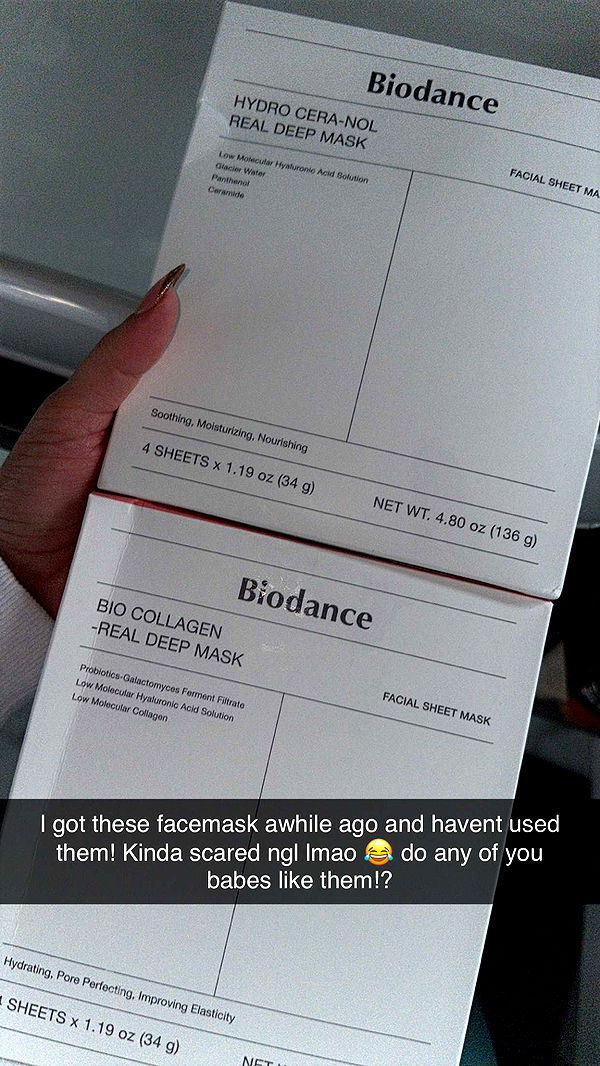 Biodance
HYDRO CERA-NOL
REAL DEEP MASK
Low Molecular Hyaluronic Acid Solution
Glacier Water
Panthenol
Ceramide
FACIAL SHEET
Soothing, Moisturizing, Nourishing
4 SHEETS x 1.19 oz (34 g)
NET WT. 4.80 oz (136 g)
Biodance
BIO COLLAGEN
-REAL DEEP MASK
Probiotics-Galactomyces Ferment Filtrate
Low Molecular Hyaluronic Acid Solution
Low Molecular Collagen
FACIAL SHEET MASK
I got these facemask awhile ago and havent used
them! Kinda scared ngl lmao 😂 do any of you
babes like them!?
Hydrating, Pore Perfecting, Improving Elasticity
SHEETS x 1.19 oz (34 g)